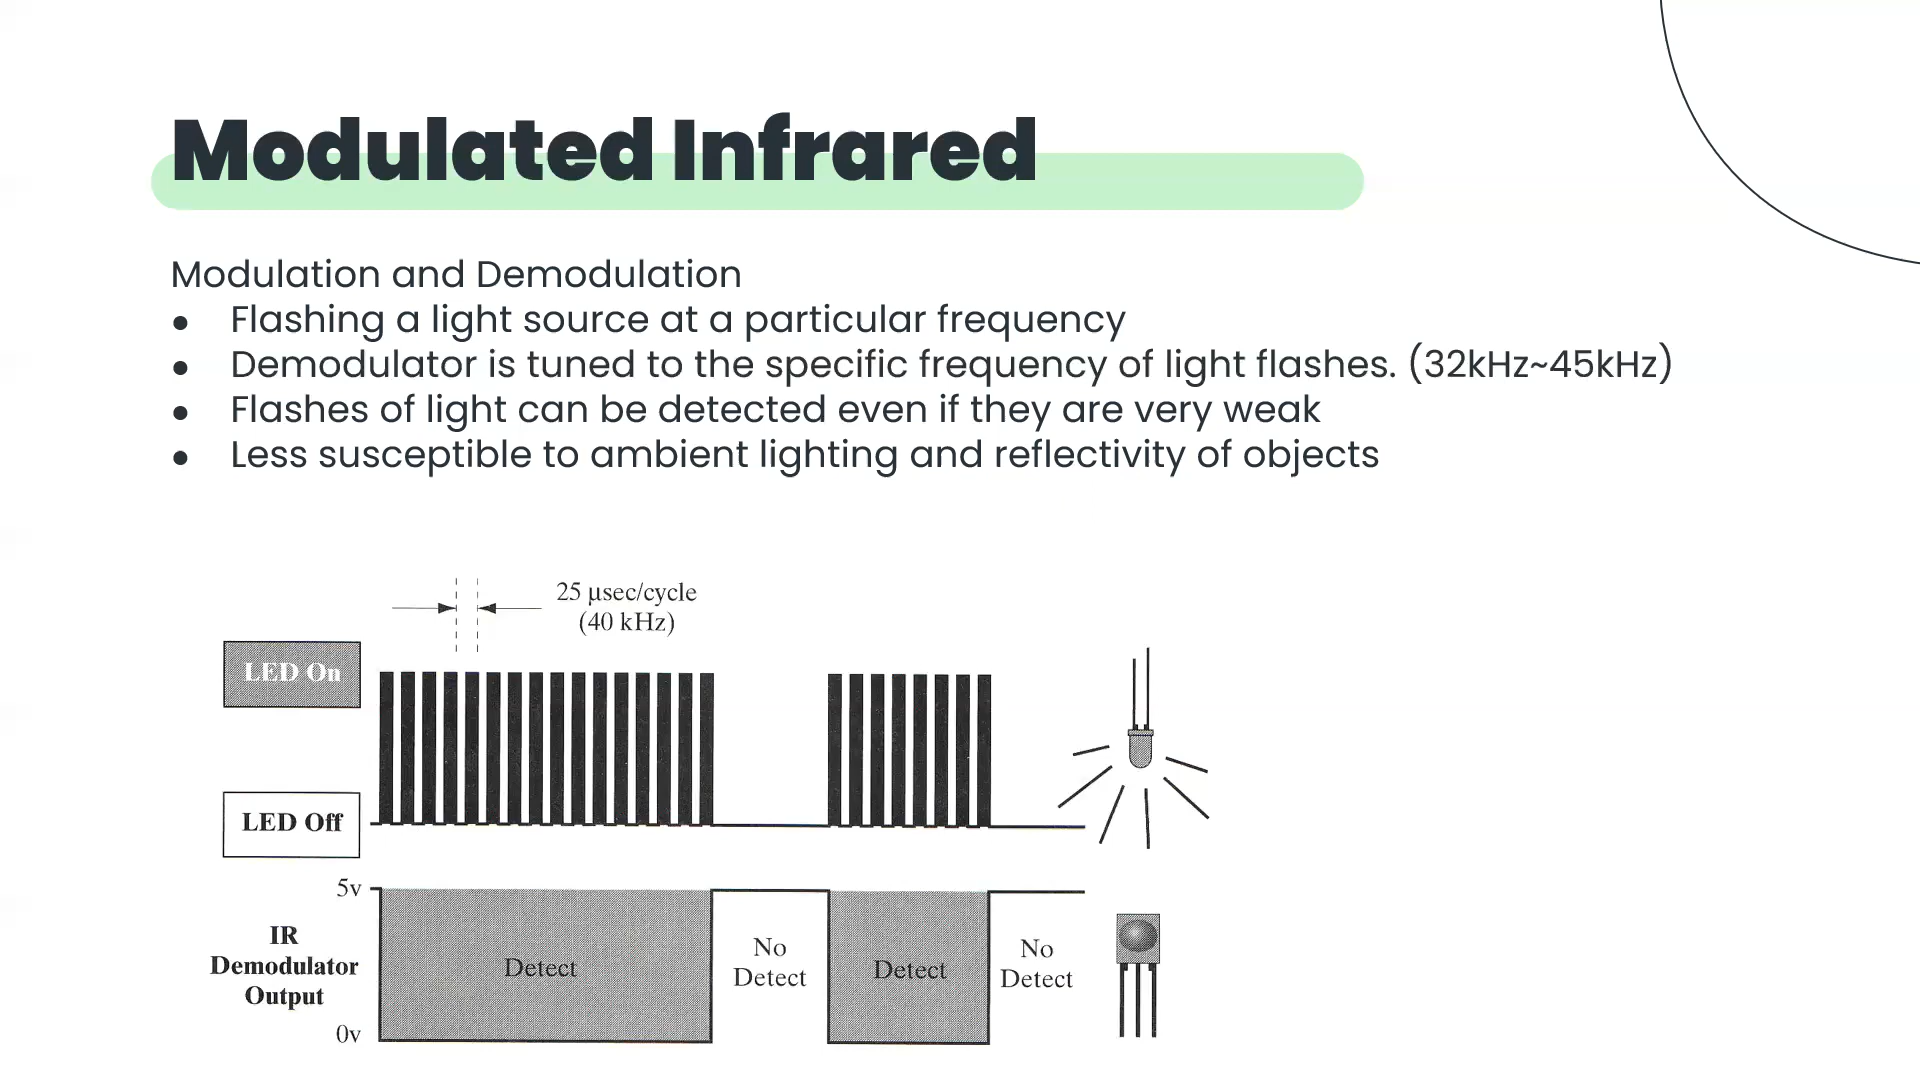 Modulated Infrared
Modulation and Demodulation
● Flashing a light source at a particular frequency
● Demodulator is tuned to the specific frequency of light flashes. (32kHz~45kHz)
● Flashes of light can be detected even if they are very weak
● Less susceptible to ambient lighting and reflectivity of objects
25 µsec/cycle
(40 kHz)
LED On
LED Off
5v
IR
Demodulator
Output
0v
Detect
No
Detect
Detect
No
Detect